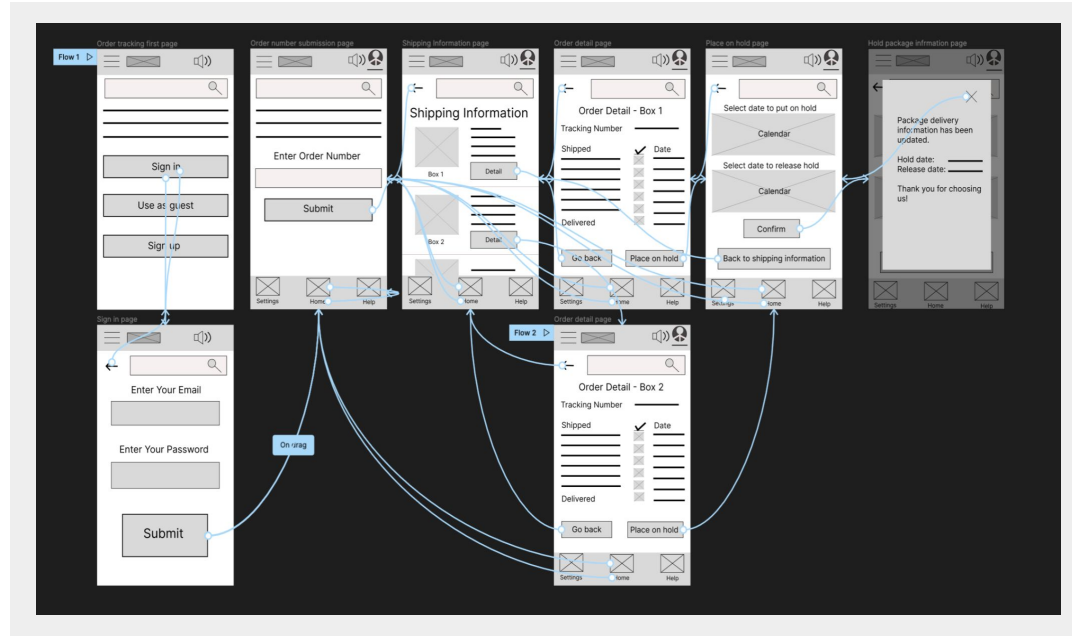 Order tracking first page
Flow 1
Sign in
Use as guest
Sign up
Order number submission page
Enter Order Number
Submit
Settings
Home
Help
Shipping Information page
Shipping Information
Box 1
Detail
Box 2
Detail
Settings
Home
Help
Order detail page
Order Detail - Box 1
Tracking Number
Shipped
Date
Delivered
Go back
Place on hold
Settings
Home
Help
Place on hold page
Select date to put on hold
Calendar
Select date to release hold
Calendar
Confirm
Back to shipping information
Settings
Home
Help
Hold package infrmation page
Package delivery
information has been
undated.
Hold date:
Release date:
Thank you for choosing
us!
Settings
Home
Help
Sign in page
Enter Your Email
Enter Your Password
Submit
On drag
Order detail page
Flow 2
Order Detail - Box 2
Tracking Number
Shipped
Date
Delivered
Go back
Place on hold
Settings
Home
Help